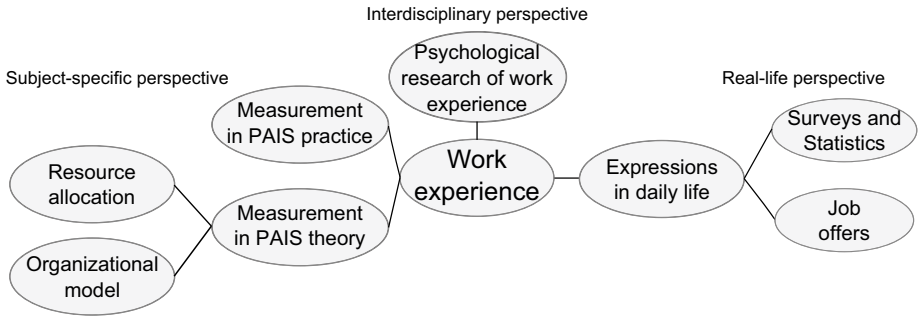 Interdisciplinary perspective
Psychological
research of work
experience
Subject-specific perspective
Measurement
in PAIS practice
Resource
allocation
Measurement
in PAIS theory
Organizational
model
Work
experience
Expressions
in daily life
Real-life perspective
Surveys and
Statistics
Job
offers